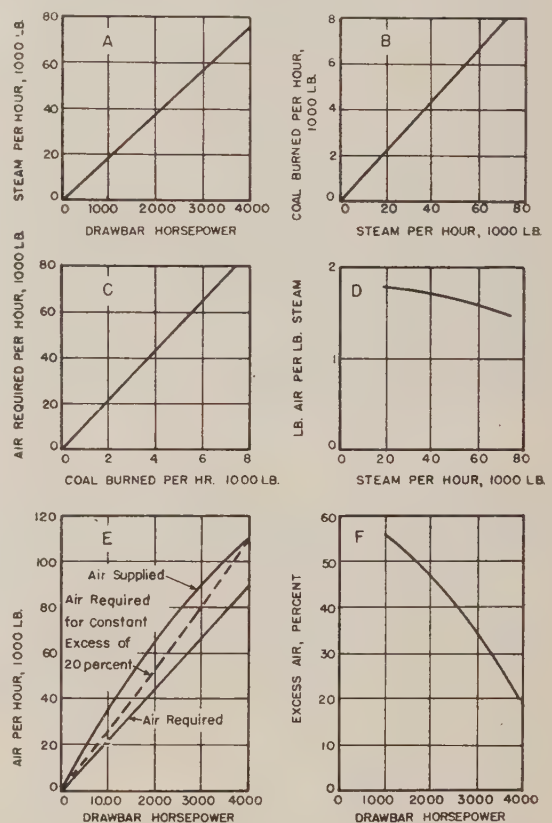 A
STEAM PER HOUR, 1000 LB.
80
60
40
20
0
0 1000 2000 3000 4000
DRAWBAR HORSEPOWER
B
COAL BURNED PER HOUR,
1000 LB.
8
6
4
2
0
0 20 40 60 80
STEAM PER HOUR, 1000 LB.
C
AIR REQUIRED PER HOUR, 1000 LB.
80
60
40
20
0
0 2 4 6 8
COAL BURNED PER HR. 1000 LB.
D
LB. AIR PER LB. STEAM
2
1
0
0 20 40 60 80
STEAM PER HOUR, 1000 LB.
E
AIR PER HOUR, 1000 LB.
120
100
80
60
40
20
0
Air Supplied
Air Required
for Constant
Excess of
20 percent
Air Required
0 1000 2000 3000 4000
DRAWBAR HORSEPOWER
F
EXCESS AIR, PERCENT
60
50
40
30
20
10
0
0 1000 2000 3000 4000
DRAWBAR HORSEPOWER